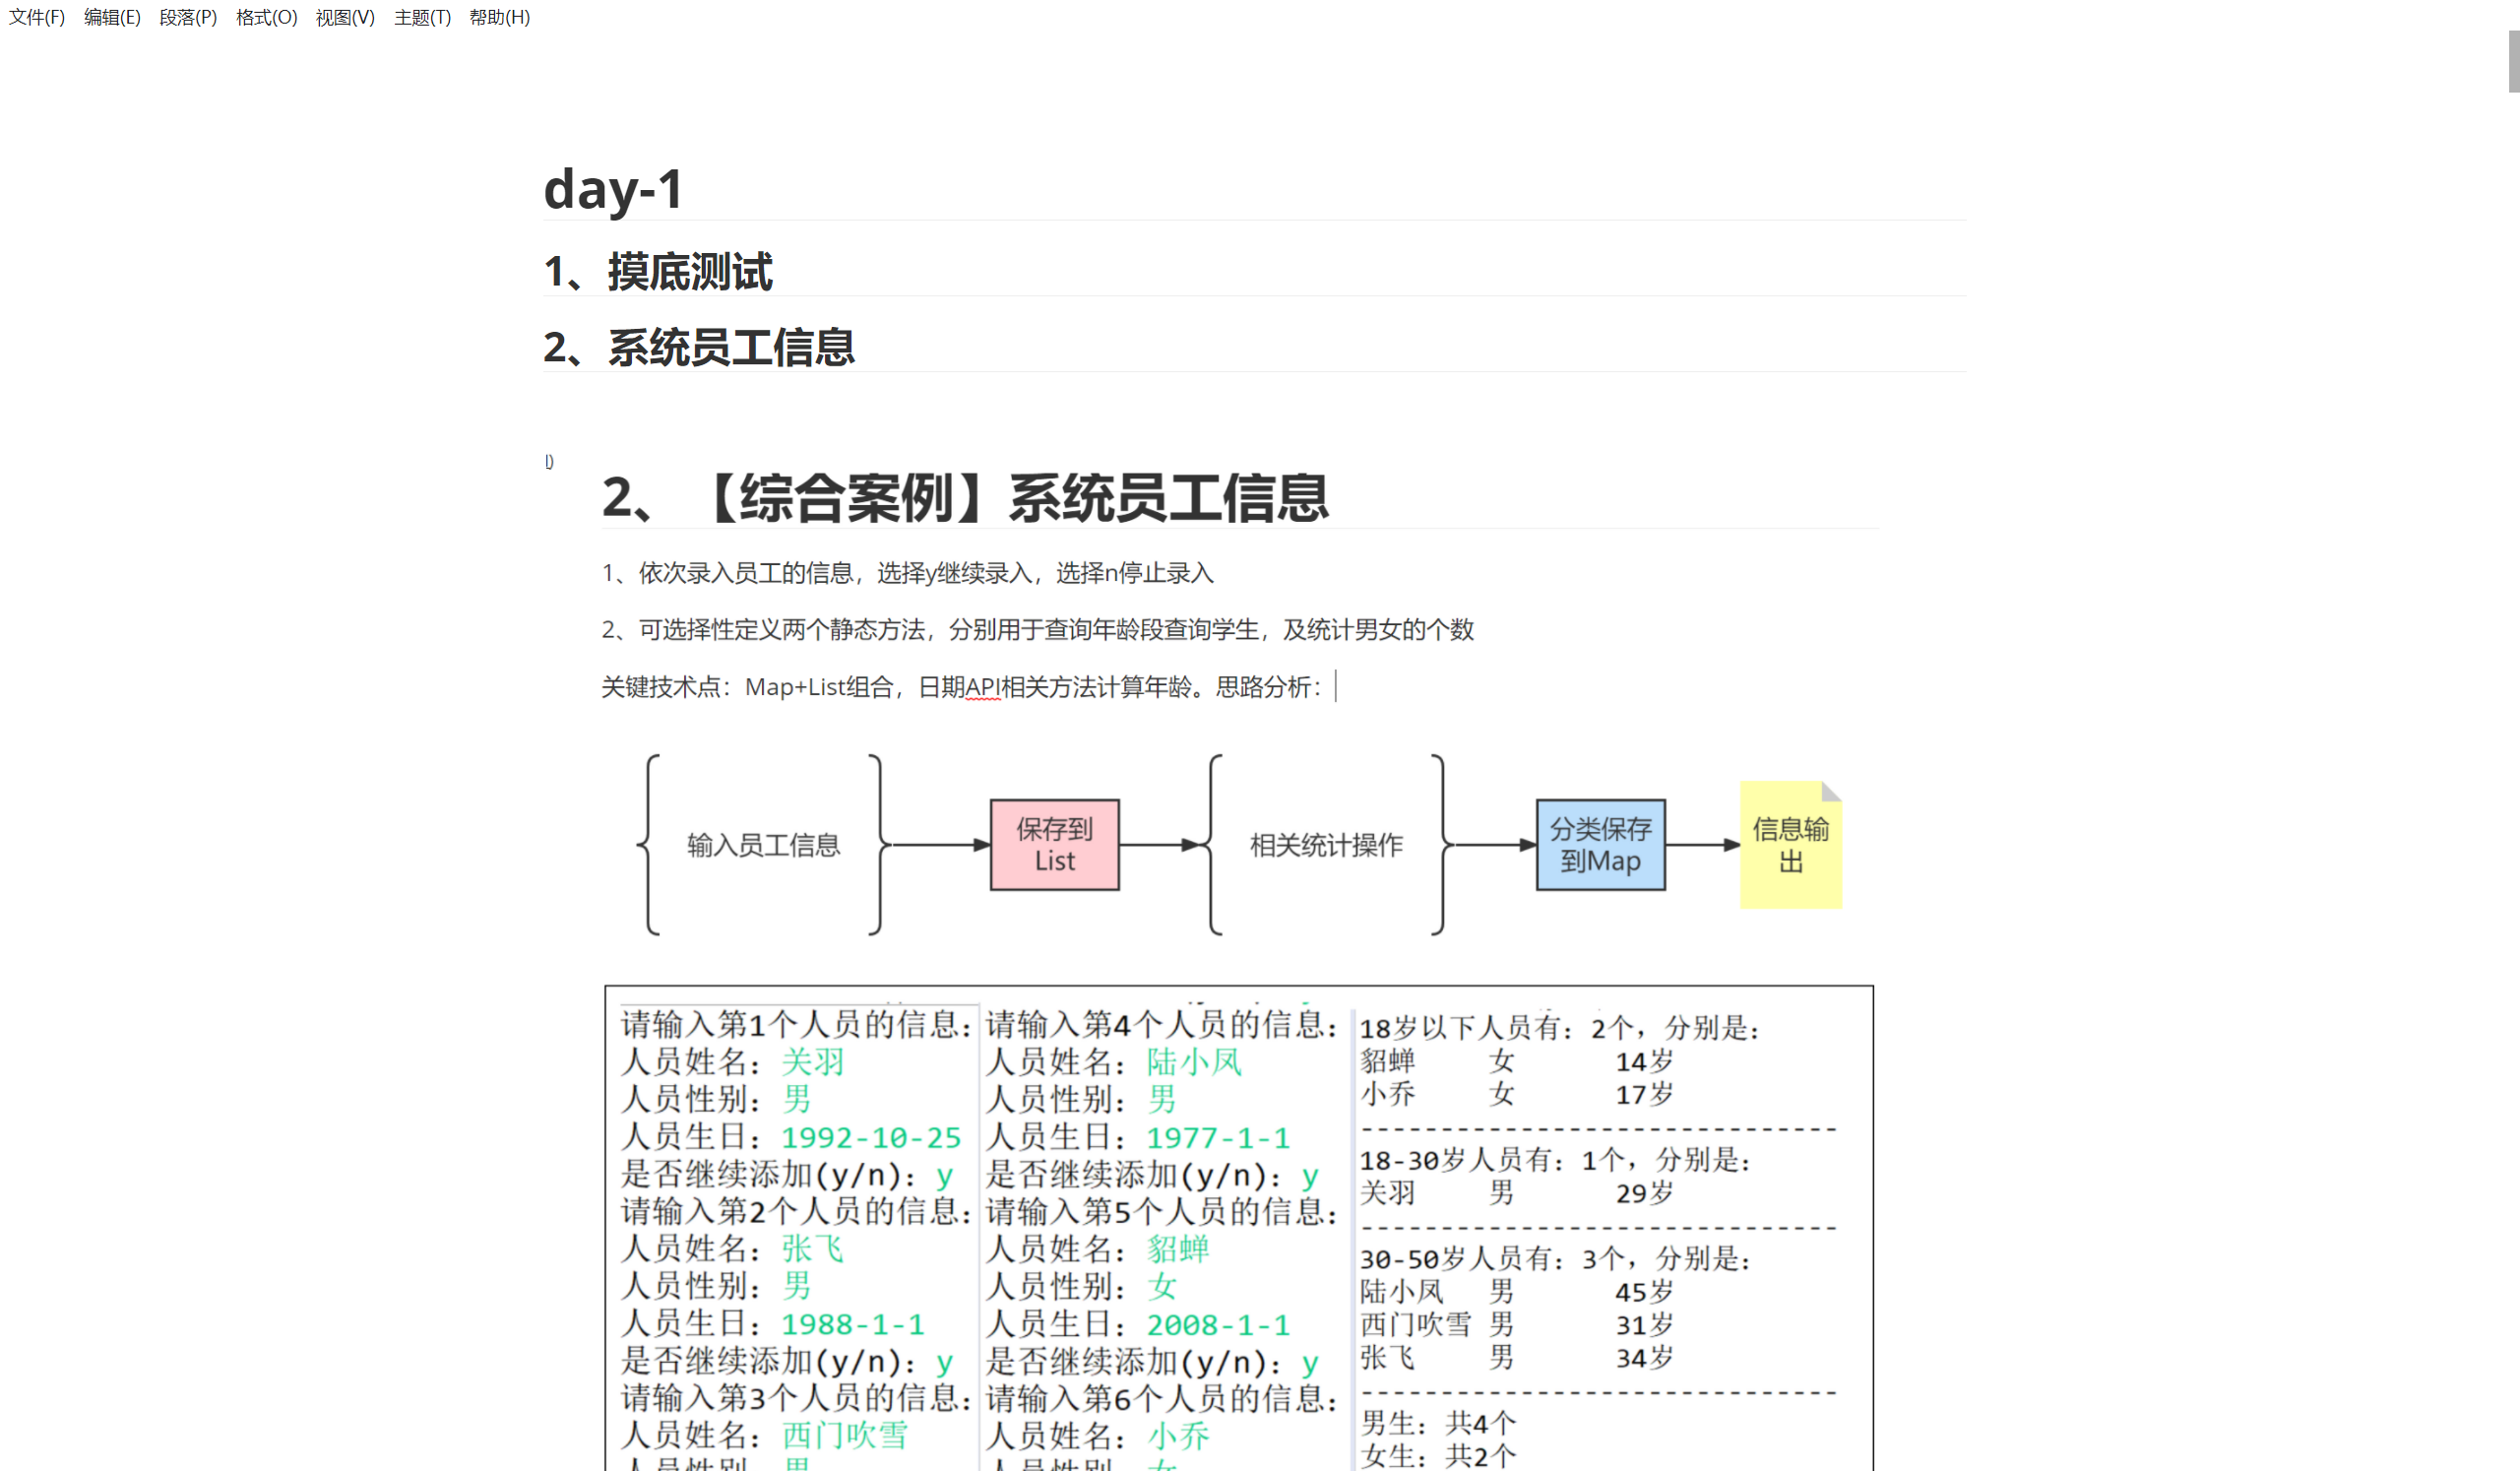 文件(F) 编辑(E) 段落(P) 格式(O) 视图(V) 主题(T) 帮助(H)
day-1
1、摸底测试
2、系统员工信息
2、【综合案例】系统员工信息
1、依次录入员工的信息，选择y继续录入，选择n停止录入
2、可选择性定义两个静态方法，分别用于查询年龄段查询学生，及统计男女的个数
关键技术点：Map+List组合，日期API相关方法计算年龄。思路分析：
输入员工信息
保存到
List
相关统计操作
分类保存
到Map
信息输
出
请输入第1个人员的信息：
人员姓名：关羽
人员性别：男
人员生日：1992-10-25
是否继续添加(y/n)：y
请输入第2个人员的信息：
人员姓名：张飞
人员性别：男
人员生日：1988-1-1
是否继续添加(y/n)：y
请输入第3个人员的信息：
人员姓名：西门吹雪
人员性别：男
请输入第4个人员的信息：
人员姓名：陆小凤
人员性别：男
人员生日：1977-1-1
是否继续添加(y/n)：y
请输入第5个人员的信息：
人员姓名：貂蝉
人员性别：女
人员生日：2008-1-1
是否继续添加(y/n)：y
请输入第6个人员的信息：
人员姓名：小乔
人员性别：女
18岁以下人员有：2个，分别是：
貂蝉 女 14岁
小乔 女 17岁
------------------------------
18-30岁人员有：1个，分别是：
关羽 男 29岁
------------------------------
30-50岁人员有：3个，分别是：
陆小凤 男 45岁
西门吹雪 男 31岁
张飞 男 34岁
------------------------------
男生：共4个
女生：共2个